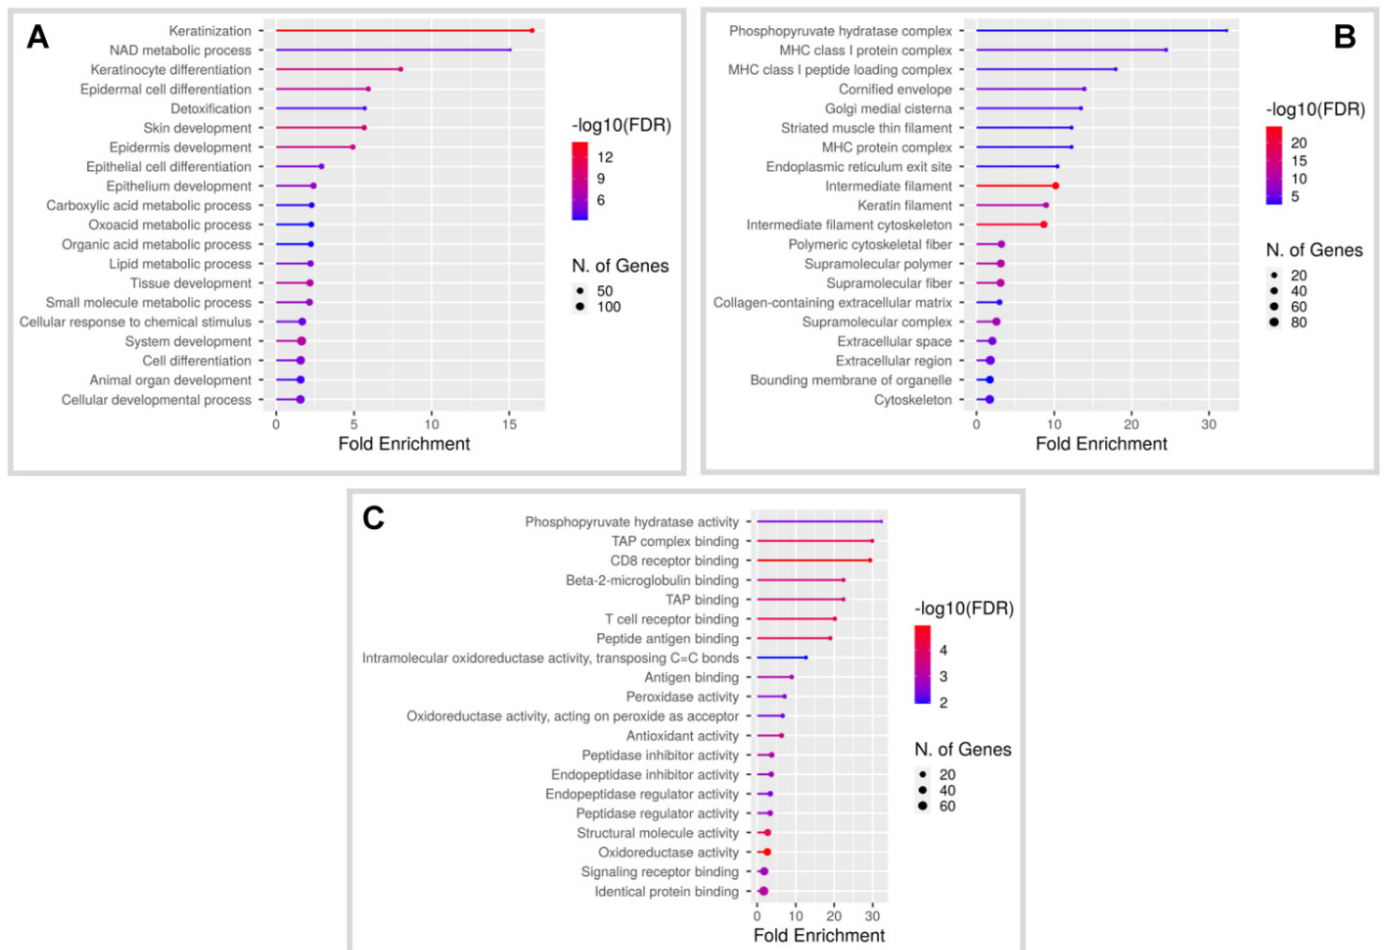 A
Keratinization
NAD metabolic process
Keratinocyte differentiation
Epidermal cell differentiation
Detoxification
Skin development
Epidermis development
Epithelial cell differentiation
Epithelium development
Carboxylic acid metabolic process
Oxoacid metabolic process
Organic acid metabolic process
Lipid metabolic process
Tissue development
Small molecule metabolic process
Cellular response to chemical stimulus
System development
Cell differentiation
Animal organ development
Cellular developmental process
0 5 10 15
Fold Enrichment
-log10(FDR)
12
9
6
N. of Genes
50
100
B
Phosphopyruvate hydratase complex
MHC class I protein complex
MHC class I peptide loading complex
Cornified envelope
Golgi medial cisterna
Striated muscle thin filament
MHC protein complex
Endoplasmic reticulum exit site
Intermediate filament
Keratin filament
Intermediate filament cytoskeleton
Polymeric cytoskeletal fiber
Supramolecular polymer
Supramolecular fiber
Collagen-containing extracellular matrix
Supramolecular complex
Extracellular space
Extracellular region
Bounding membrane of organelle
Cytoskeleton
0 10 20 30
Fold Enrichment
-log10(FDR)
20
15
10
5
N. of Genes
20
40
60
80
C
Phosphopyruvate hydratase activity
TAP complex binding
CD8 receptor binding
Beta-2-microglobulin binding
TAP binding
T cell receptor binding
Peptide antigen binding
Intramolecular oxidoreductase activity, transposing C=C bonds
Antigen binding
Peroxidase activity
Oxidoreductase activity, acting on peroxide as acceptor
Antioxidant activity
Peptidase inhibitor activity
Endopeptidase inhibitor activity
Endopeptidase regulator activity
Peptidase regulator activity
Structural molecule activity
Oxidoreductase activity
Signaling receptor binding
Identical protein binding
0 10 20 30
Fold Enrichment
-log10(FDR)
4
3
2
N. of Genes
20
40
60